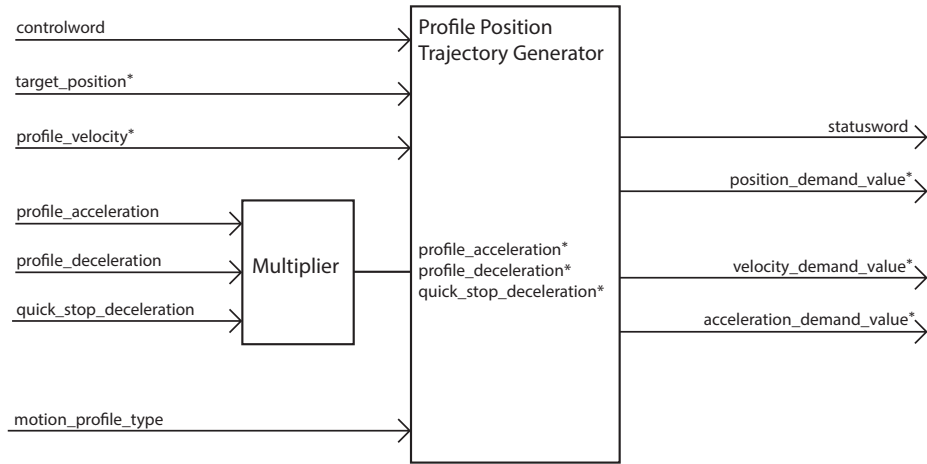 controlword
target_position*
profile_velocity*
profile_acceleration
profile_deceleration
quick_stop_deceleration
motion_profile_type
Multiplier
Profile Position
Trajectory Generator
profile_acceleration*
profile_deceleration*
quick_stop_deceleration*
statusword
position_demand_value*
velocity_demand_value*
acceleration_demand_value*